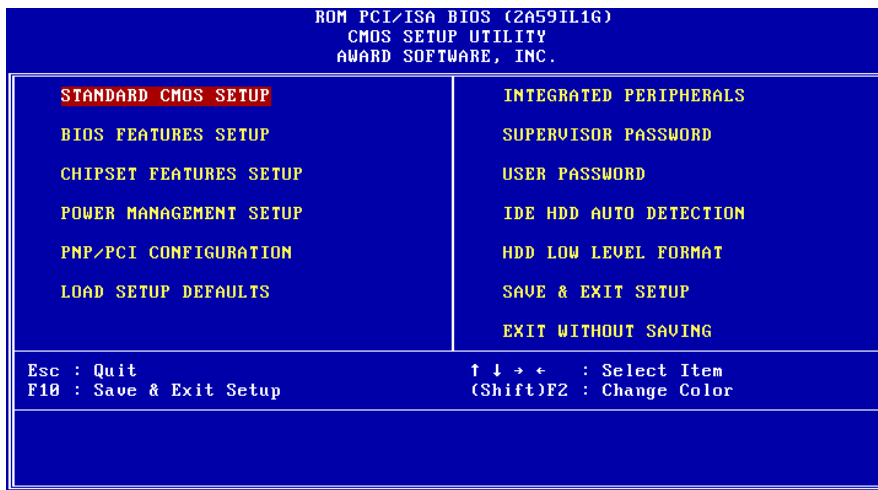 ROM PCI/ISA BIOS (2A59IL1G)
CMOS SETUP UTILITY
AWARD SOFTWARE, INC.
STANDARD CMOS SETUP
BIOS FEATURES SETUP
CHIPSET FEATURES SETUP
POWER MANAGEMENT SETUP
PNP/PCI CONFIGURATION
LOAD SETUP DEFAULTS
INTEGRATED PERIPHERALS
SUPERVISOR PASSWORD
USER PASSWORD
IDE HDD AUTO DETECTION
HDD LOW LEVEL FORMAT
SAVE & EXIT SETUP
EXIT WITHOUT SAVING
Esc : Quit
F10 : Save & Exit Setup
↑ ↓ → ← : Select Item
(Shift)F2 : Change Color